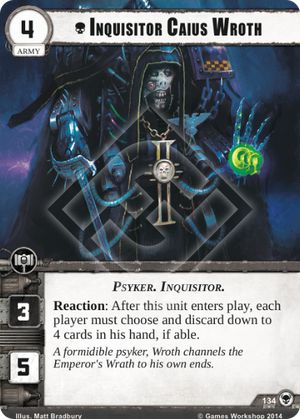 4
ARMY
Inquisitor Caius Wroth
Psyker. Inquisitor.
3
5
Reaction: After this unit enters play, each
player must choose and discard down to
4 cards in his hand, if able.
A formidible psyker, Wroth channels the
Emperor's Wrath to his own ends.
134
Illus. Matt Bradbury
© Games Workshop 2014